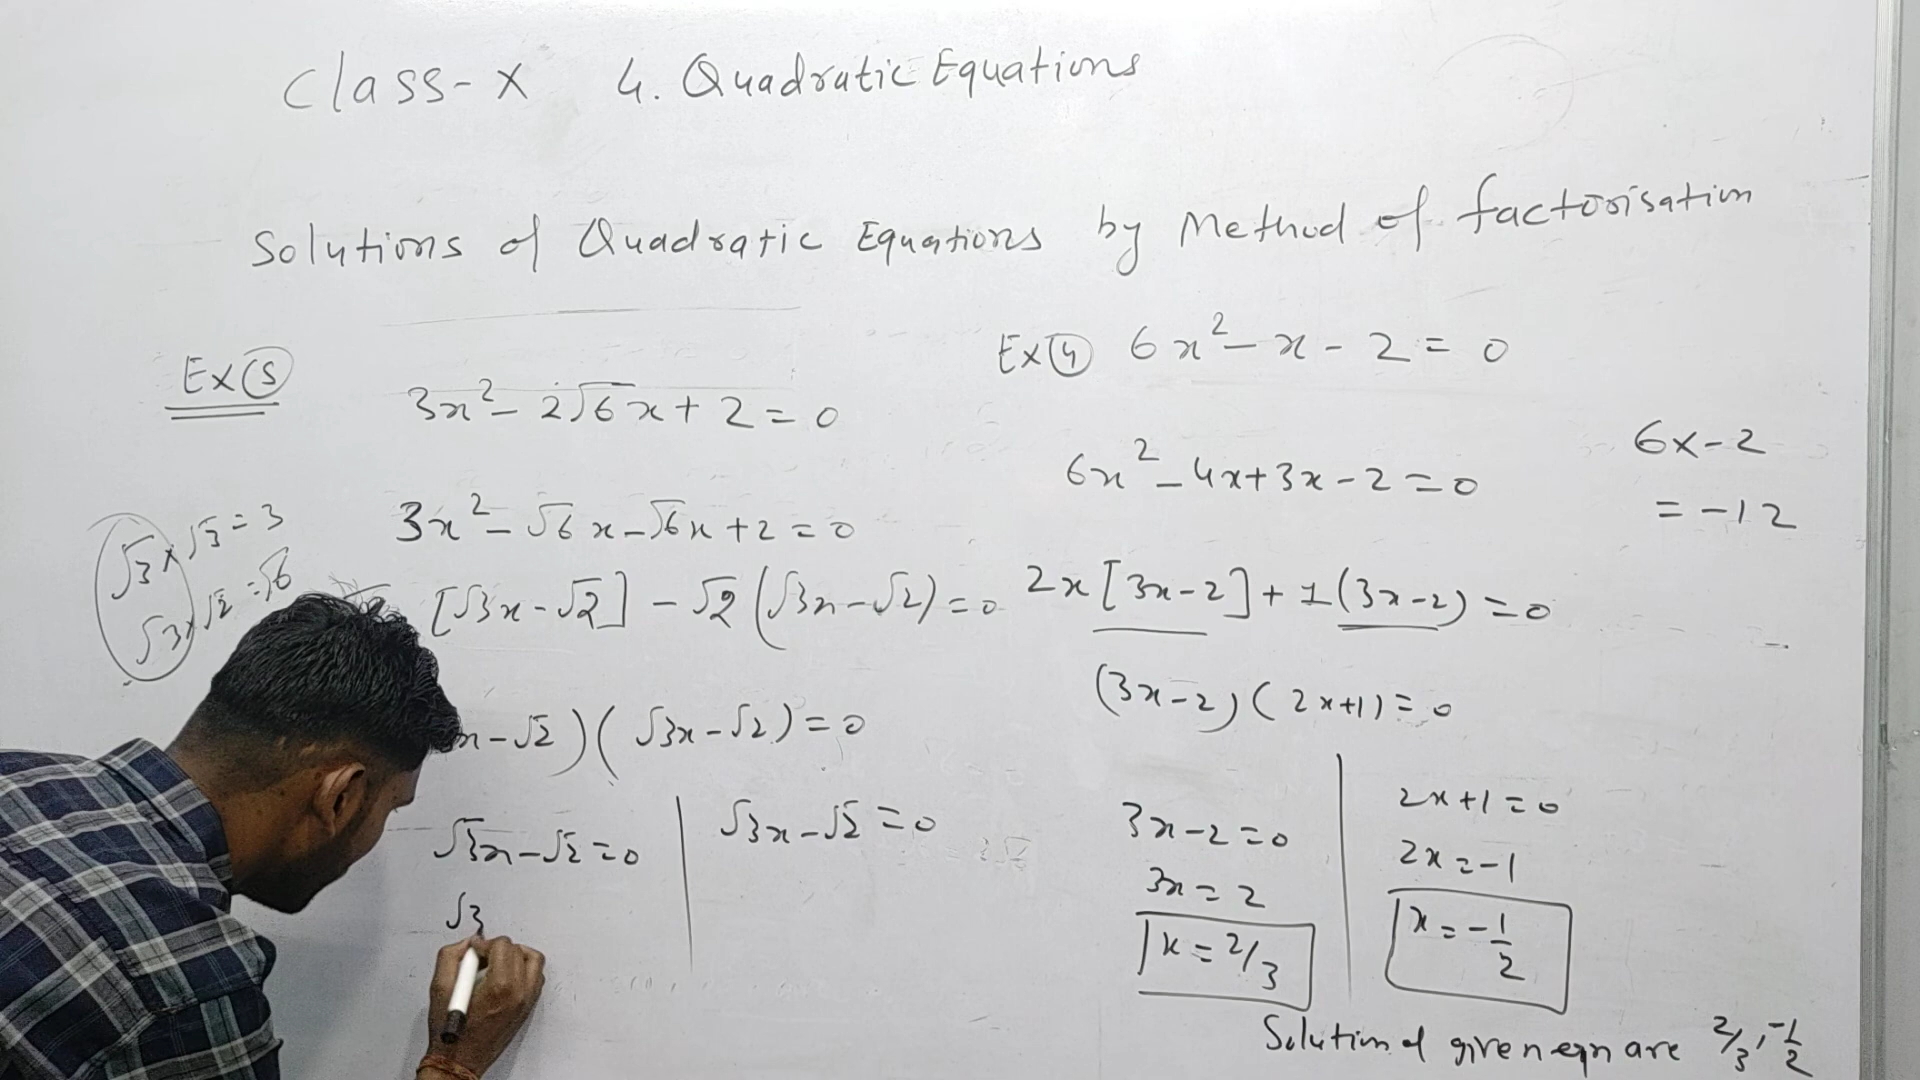 Class-X 4. Quadratic Equations
Solutions of Quadratic Equations by Method of factorisation
Ex (5)
3x² - 2√6x + 2 = 0
3x² - √6x - √6x + 2 = 0
√3 × √3 = 3
√3 × √2 = √6
[√3x - √2] - √2 (√3x - √2) = 0
x - √2 ) ( √3x - √2 ) = 0
√3x - √2 = 0
√3
√3x - √2 = 0
Ex (4) 6x² - x - 2 = 0
6x² - 4x + 3x - 2 = 0
6x-2
= -12
2x [3x - 2] + 1 (3x - 2) = 0
(3x - 2) ( 2x + 1) = 0
3x - 2 = 0
3x = 2
x = 2/3
2x + 1 = 0
2x = -1
x = -1/2
Solution of given eqn are 2/3, -1/2